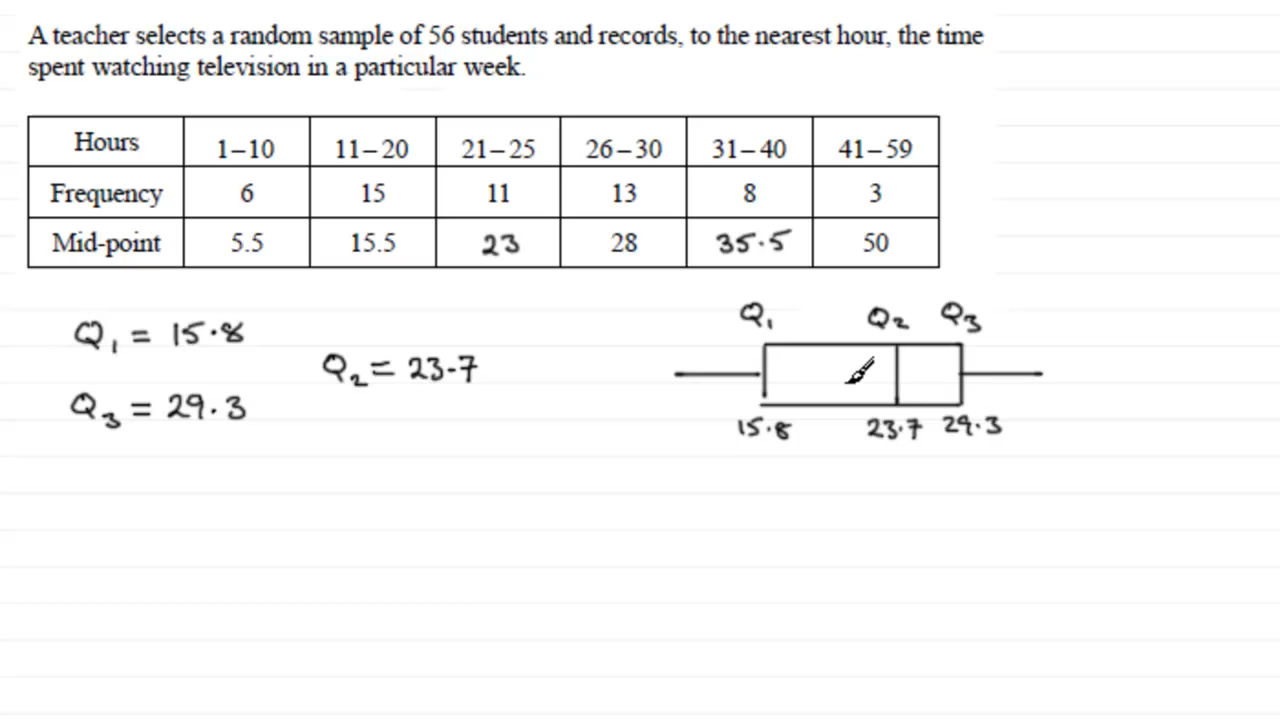 A teacher selects a random sample of 56 students and records, to the nearest hour, the time
spent watching television in a particular week.
Hours 1–10 11–20 21–25 26–30 31–40 41–59
Frequency 6 15 11 13 8 3
Mid-point 5.5 15.5 23 28 35.5 50
Q₁ = 15.8
Q₂ = 23.7
Q₃ = 29.3
Q₁ Q₂ Q₃
15.8 23.7 29.3